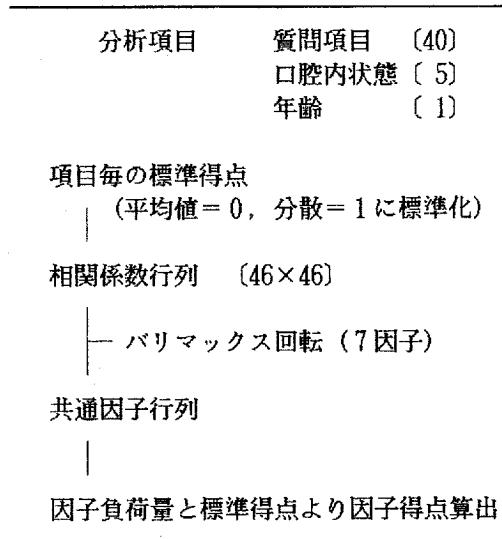 分析項目 質問項目 〔40〕
口腔内状態〔 5〕
年齢 〔 1〕
項目毎の標準得点
(平均値=0, 分散=1に標準化)
相関係数行列 〔46×46〕
バリマックス回転(7因子)
共通因子行列
因子負荷量と標準得点より因子得点算出